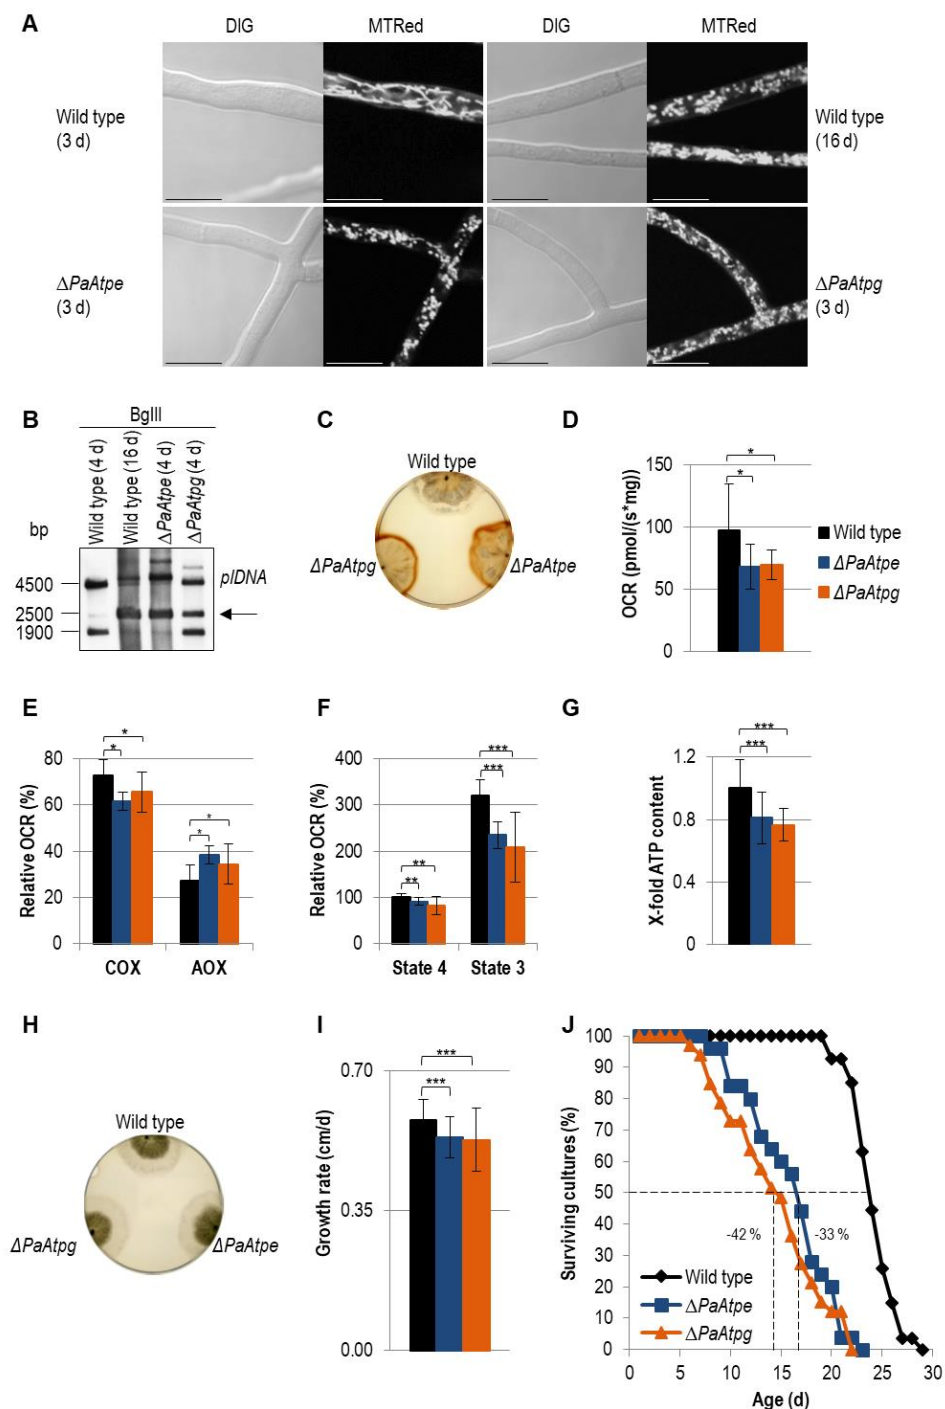 A
DIG MTRed DIG MTRed
Wild type
(3 d)
Wild type
(16 d)
ΔPaAtpe
(3 d)
ΔPaAtpg
(3 d)
B
BglII
Wild type (4 d)
Wild type (16 d)
ΔPaAtpe (4 d)
ΔPaAtpg (4 d)
bp
4500
2500
1900
plDNA
C
Wild type
ΔPaAtpg
ΔPaAtpe
D
OCR (pmol/(s*mg))
150
100
50
0
*
*
Wild type
ΔPaAtpe
ΔPaAtpg
E
Relative OCR (%)
80
60
40
20
0
*
*
*
*
COX AOX
F
Relative OCR (%)
400
300
200
100
0
**
**
***
***
State 4 State 3
G
X-fold ATP content
1.2
0.8
0.4
0
***
***
H
Wild type
ΔPaAtpg
ΔPaAtpe
I
Growth rate (cm/d)
0.70
0.35
0.00
***
***
J
Surviving cultures (%)
100
90
80
70
60
50
40
30
20
10
0
-42 % -33 %
Wild type
ΔPaAtpe
ΔPaAtpg
0 5 10 15 20 25 30
Age (d)